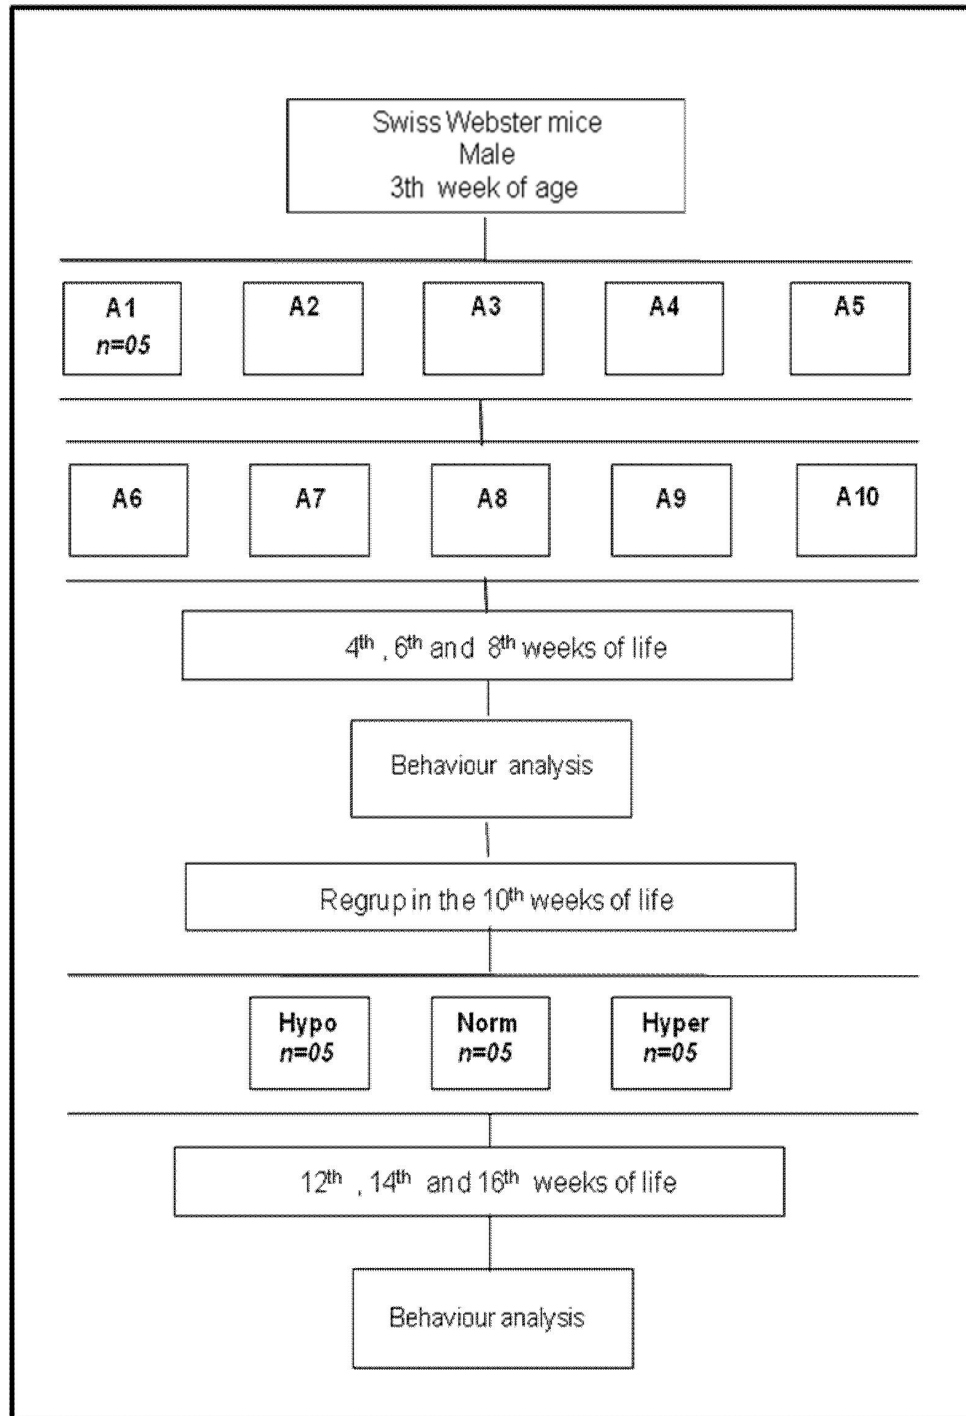 Swiss Webster mice
Male
3th week of age
A1 A2 A3 A4 A5
n=05
A6 A7 A8 A9 A10
4th , 6th and 8th weeks of life
Behaviour analysis
Regrup in the 10th weeks of life
Hypo Norm Hyper
n=05 n=05 n=05
12th , 14th and 16th weeks of life
Behaviour analysis